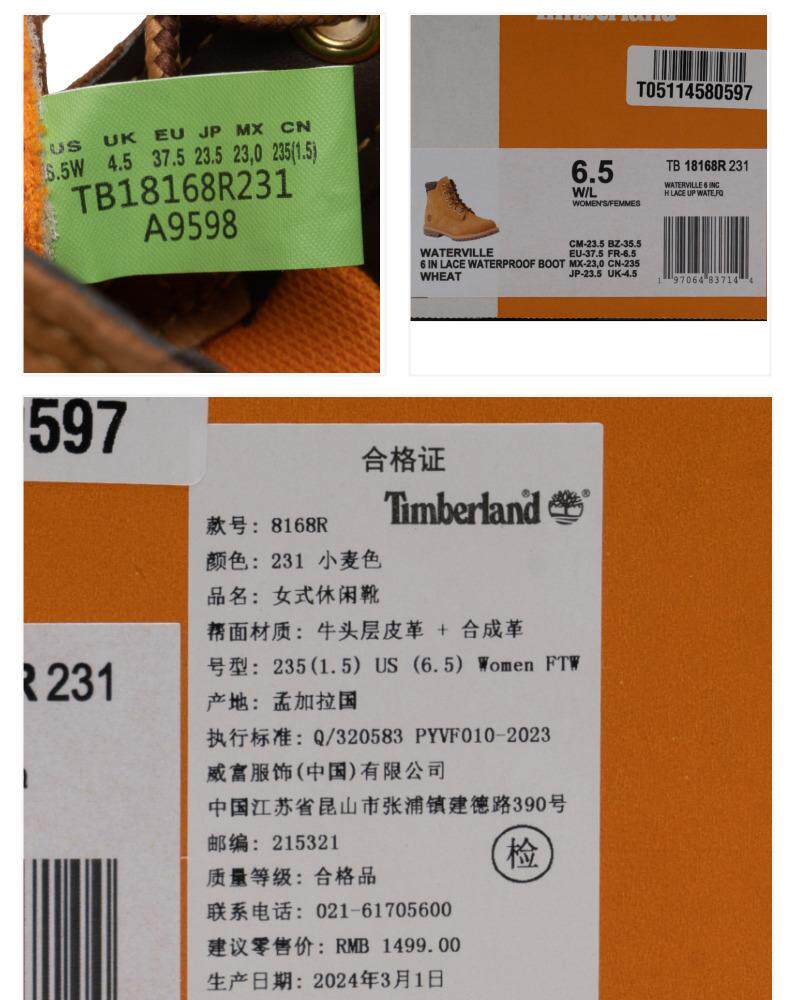 US UK EU JP MX CN
6.5W 4.5 37.5 23.5 23,0 235(1.5)
TB18168R231
A9598
Timberland
T05114580597
6.5
W/L
WOMEN'S/FEMMES
TB 18168R 231
WATERVILLE 6 INC
H LACE UP WATE,FQ
WATERVILLE
6 IN LACE WATERPROOF BOOT
WHEAT
CM-23.5 BZ-35.5
EU-37.5 FR-6.5
MX-23,0 CN-235
JP-23.5 UK-4.5
1 97064 83714 4
597
R 231
合格证
Timberland®
款号: 8168R
颜色: 231 小麦色
品名: 女式休闲靴
帮面材质: 牛头层皮革 + 合成革
号型: 235(1.5) US (6.5) Women FTW
产地: 孟加拉国
执行标准: Q/320583 PYVF010-2023
威富服饰(中国)有限公司
中国江苏省昆山市张浦镇建德路390号
邮编: 215321
检
质量等级: 合格品
联系电话: 021-61705600
建议零售价: RMB 1499.00
生产日期: 2024年3月1日